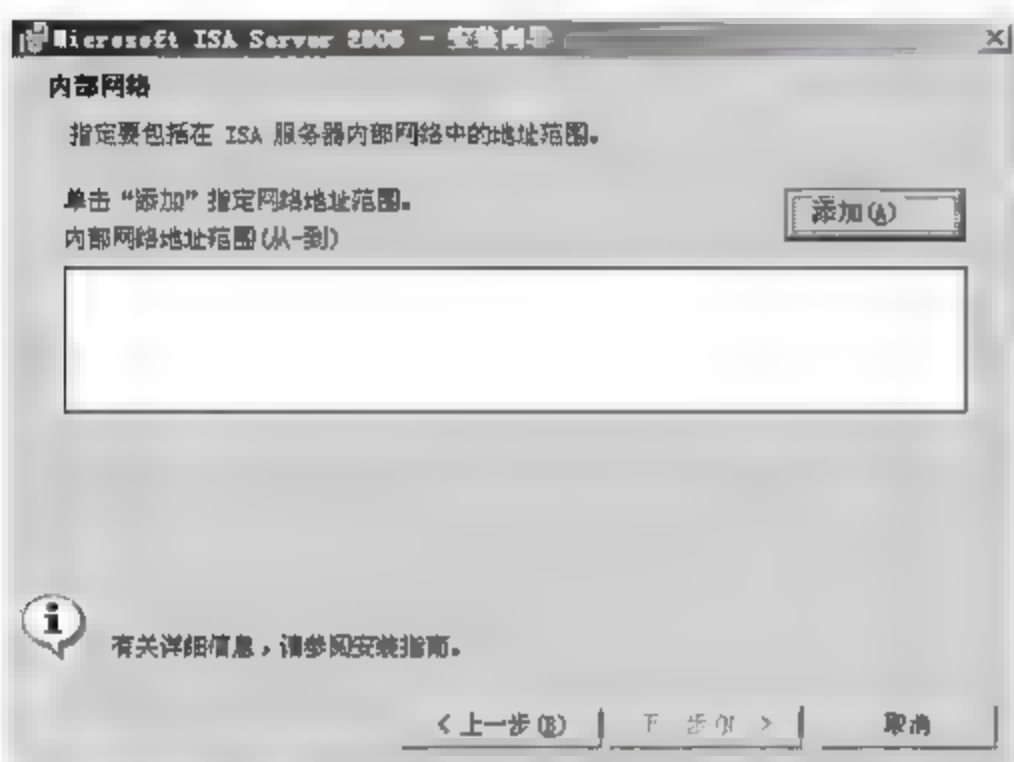 Microsoft ISA Server 2006 - 安装向导
内部网络
指定要包括在 ISA 服务器内部网络中的地址范围。
单击“添加”指定网络地址范围。
添加(A)
内部网络地址范围(从-到)
有关详细信息，请参阅安装指南。
< 上一步(B)
下一步(N) >
取消